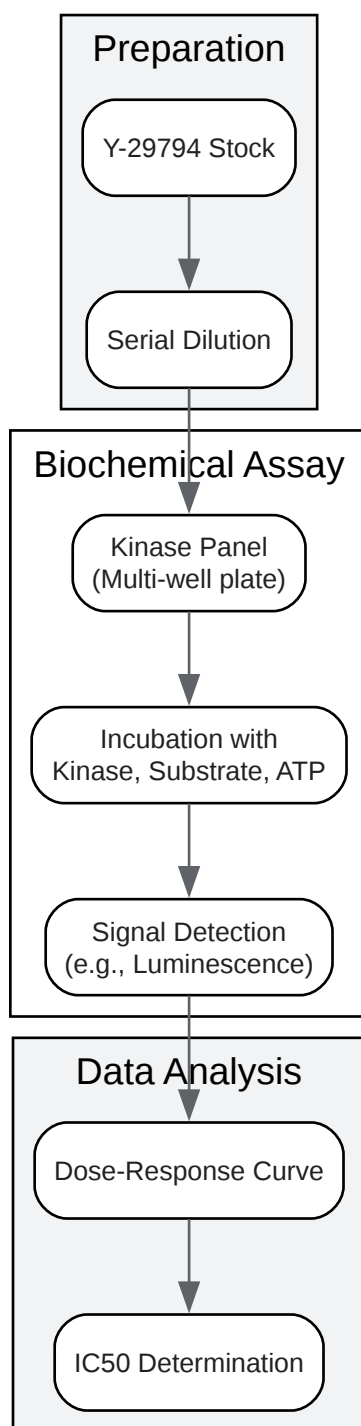 Preparation
Y-29794 Stock
Serial Dilution
Biochemical Assay
Kinase Panel
(Multi-well plate)
Incubation with
Kinase, Substrate, ATP
Signal Detection
(e.g., Luminescence)
Data Analysis
Dose-Response Curve
IC50 Determination